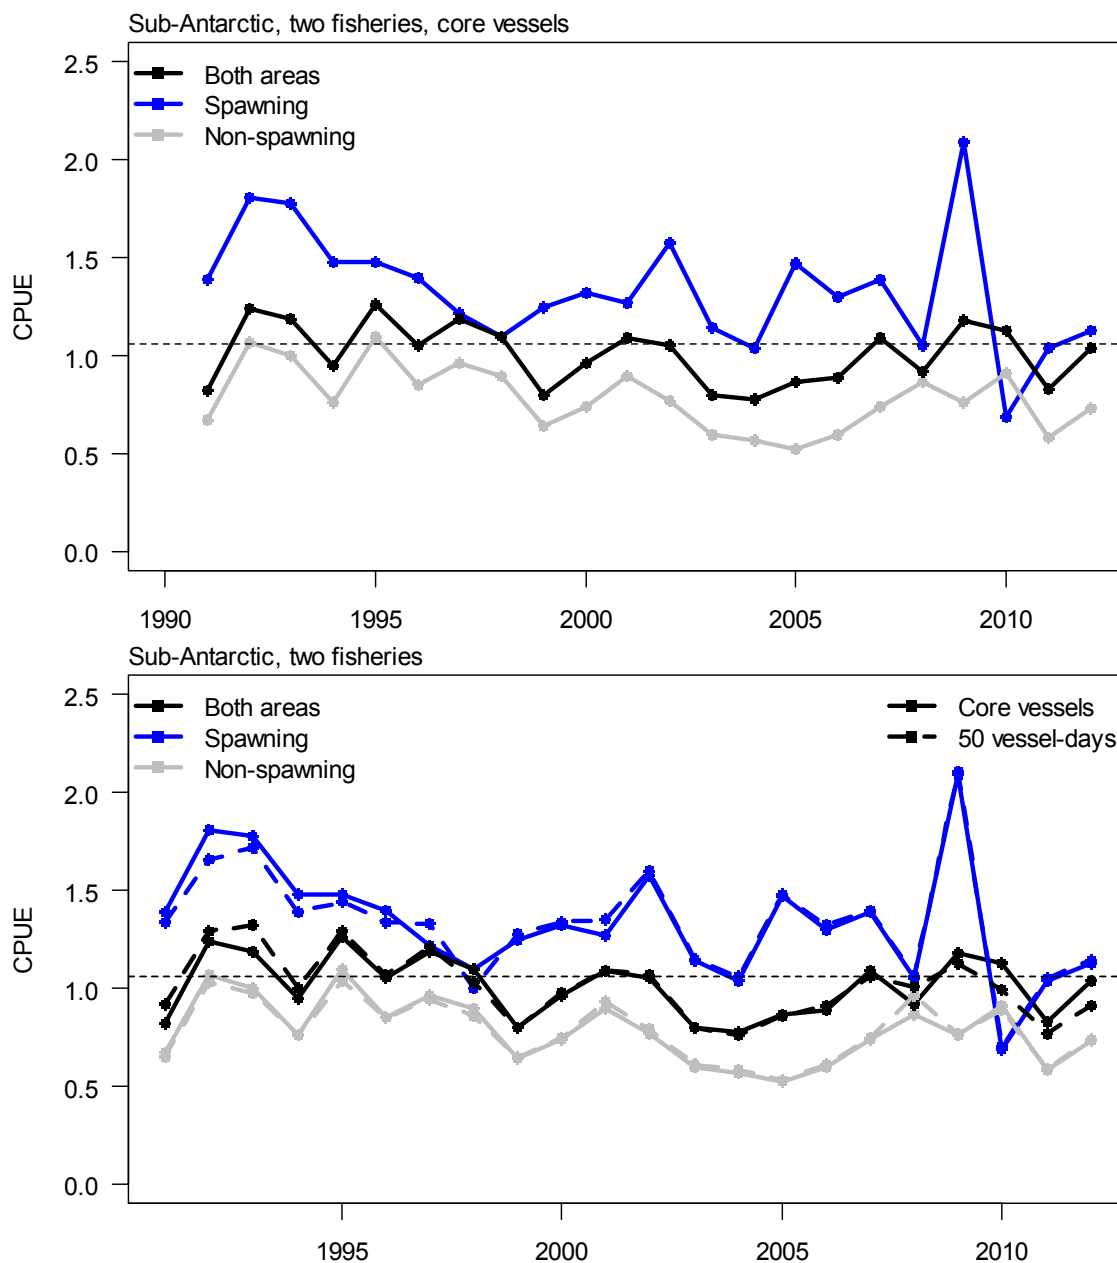 Sub-Antarctic, two fisheries, core vessels
2.5
2.0
1.5
1.0
0.5
0.0
CPUE
Both areas
Spawning
Non-spawning
1990 1995 2000 2005 2010
Sub-Antarctic, two fisheries
2.5
2.0
1.5
1.0
0.5
0.0
CPUE
Both areas
Spawning
Non-spawning
Core vessels
50 vessel-days
1995 2000 2005 2010